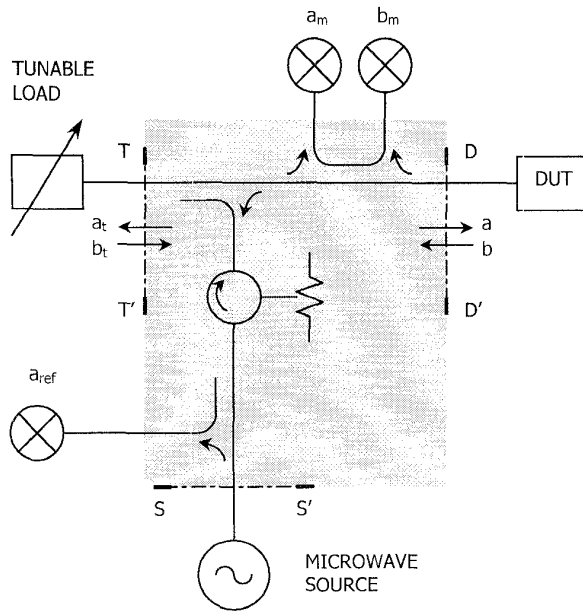 a_m
b_m
TUNABLE
LOAD
T
D
DUT
a_t
b_t
a
b
T'
D'
a_ref
S
S'
MICROWAVE
SOURCE